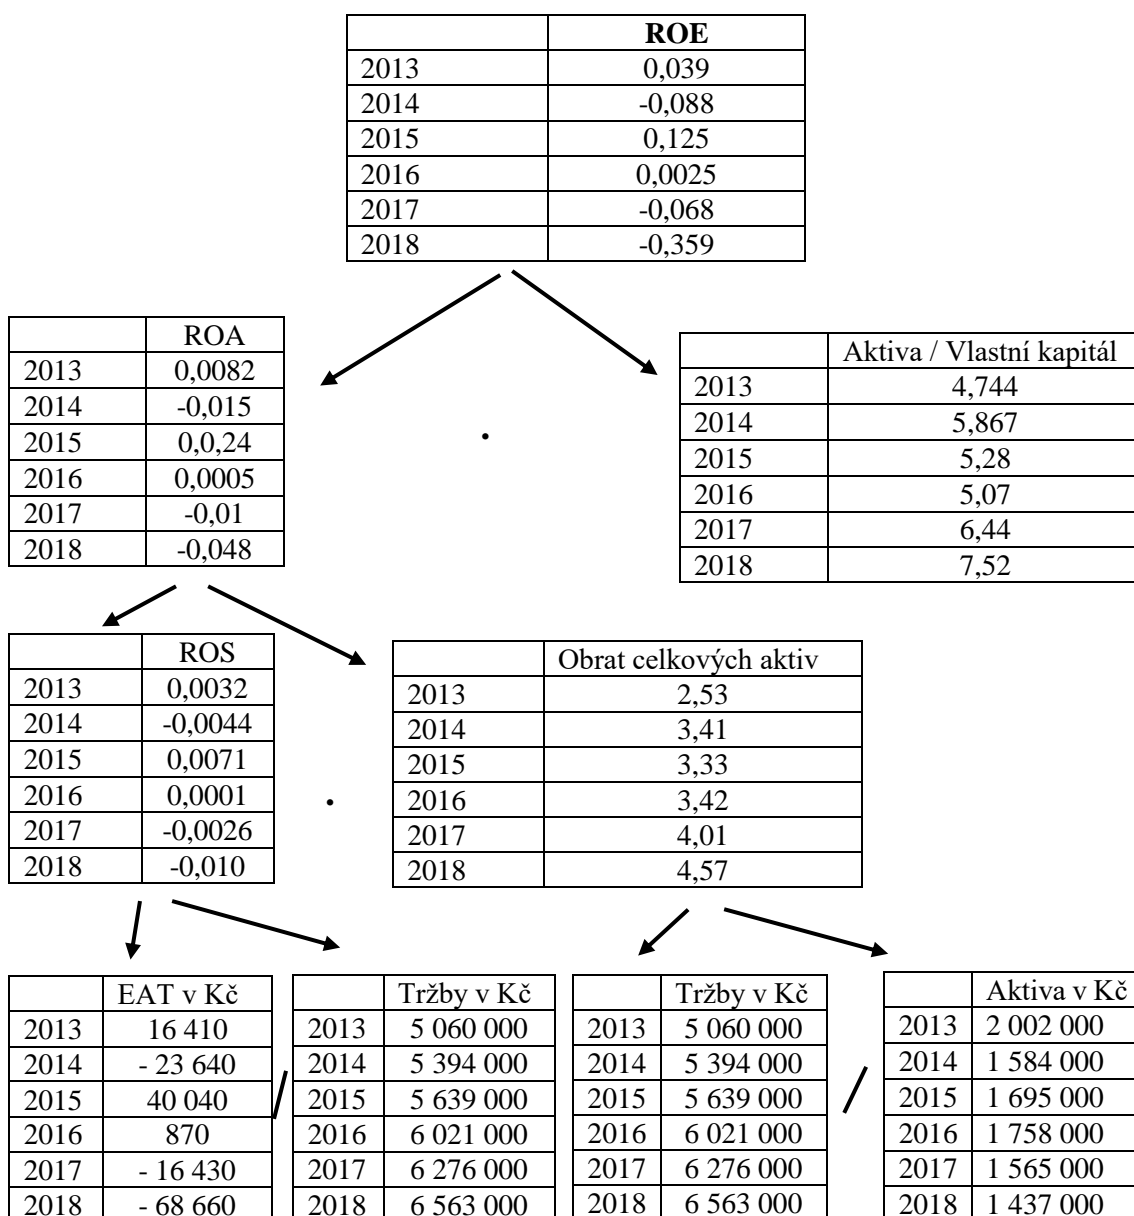 ROE
2013 0,039
2014 -0,088
2015 0,125
2016 0,0025
2017 -0,068
2018 -0,359
ROA
2013 0,0082
2014 -0,015
2015 0,0,24
2016 0,0005
2017 -0,01
2018 -0,048
.
Aktiva / Vlastní kapitál
2013 4,744
2014 5,867
2015 5,28
2016 5,07
2017 6,44
2018 7,52
ROS
2013 0,0032
2014 -0,0044
2015 0,0071
2016 0,0001
2017 -0,0026
2018 -0,010
.
Obrat celkových aktiv
2013 2,53
2014 3,41
2015 3,33
2016 3,42
2017 4,01
2018 4,57
EAT v Kč
2013 16 410
2014 - 23 640
2015 40 040
2016 870
2017 - 16 430
2018 - 68 660
/
Tržby v Kč
2013 5 060 000
2014 5 394 000
2015 5 639 000
2016 6 021 000
2017 6 276 000
2018 6 563 000
Tržby v Kč
2013 5 060 000
2014 5 394 000
2015 5 639 000
2016 6 021 000
2017 6 276 000
2018 6 563 000
/
Aktiva v Kč
2013 2 002 000
2014 1 584 000
2015 1 695 000
2016 1 758 000
2017 1 565 000
2018 1 437 000